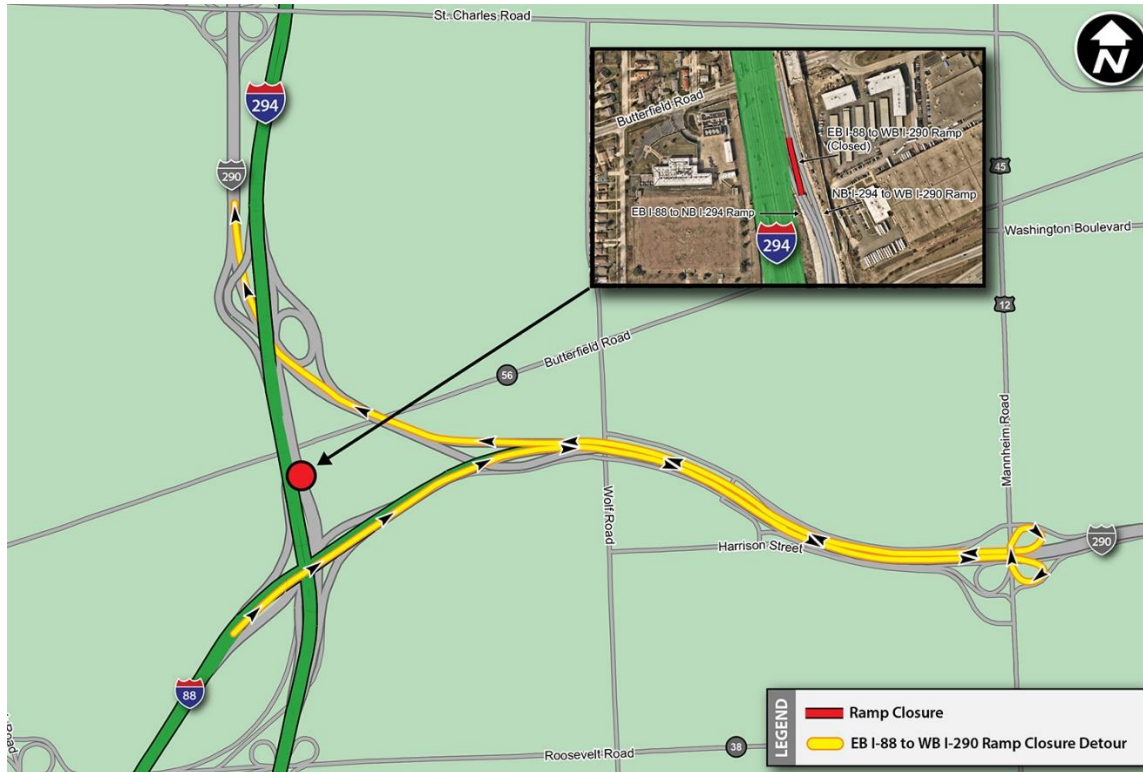 St. Charles Road
N
294
290
Butterfield Road
EB I-88 to WB I-290 Ramp
(Closed)
NB I-294 to WB I-290 Ramp
EB I-88 to NB I-294 Ramp
294
45
Washington Boulevard
12
Butterfield Road
56
Mannheim Road
Wolf Road
Harrison Street
290
88
Road
Roosevelt Road
38
LEGEND
Ramp Closure
EB I-88 to WB I-290 Ramp Closure Detour